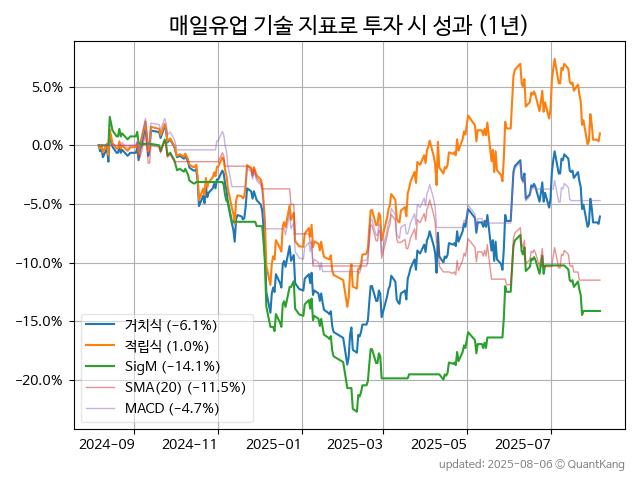 매일유업 기술 지표로 투자 시 성과 (1년)
5.0%
0.0%
−5.0%
−10.0%
−15.0%
−20.0%
거치식 (−6.1%)
적립식 (1.0%)
SigM (−14.1%)
SMA(20) (−11.5%)
MACD (−4.7%)
2024-09 2024-11 2025-01 2025-03 2025-05 2025-07
updated: 2025-08-06 © QuantKang